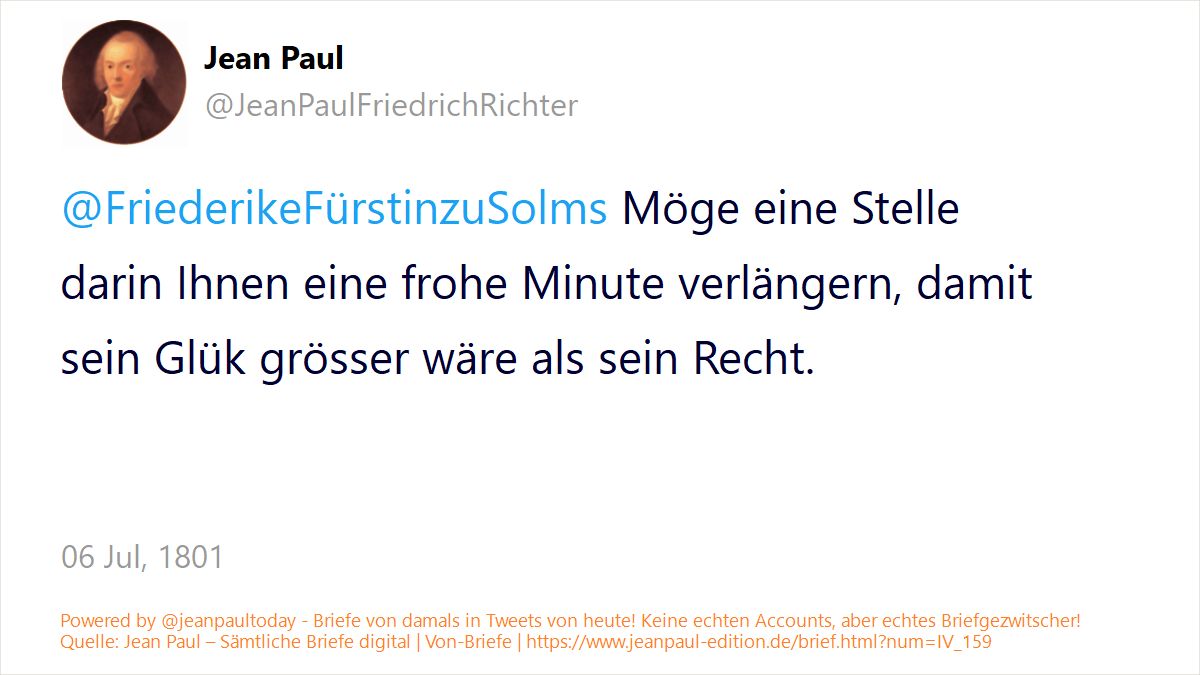 Jean Paul
@JeanPaulFriedrichRichter
@FriederikeFürstinzuSolms Möge eine Stelle
darin Ihnen eine frohe Minute verlängern, damit
sein Glük grösser wäre als sein Recht.
06 Jul, 1801
Powered by @jeanpaultoday - Briefe von damals in Tweets von heute! Keine echten Accounts, aber echtes Briefgezwitscher!
Quelle: Jean Paul – Sämtliche Briefe digital | Von-Briefe | https://www.jeanpaul-edition.de/brief.html?num=IV_159